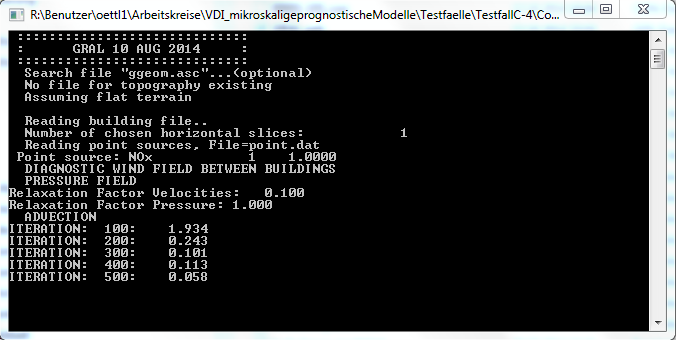 R:\Benutzer\oettl1\Arbeitskreise\VDI_mikroskaligeprognostischeModelle\Testfaelle\TestfallC-4\Co...
:::::::::::::::::::::::::::::
: GRAL 10 AUG 2014 :
:::::::::::::::::::::::::::::
Search file "ggeom.asc"...(optional)
No file for topography existing
Assuming flat terrain
Reading building file..
Number of chosen horizontal slices: 1
Reading point sources, File=point.dat
Point source: NOx 1 1.0000
DIAGNOSTIC WIND FIELD BETWEEN BUILDINGS
PRESSURE FIELD
Relaxation Factor Velocities: 0.100
Relaxation Factor Pressure: 1.000
ADVECTION
ITERATION: 100: 1.934
ITERATION: 200: 0.243
ITERATION: 300: 0.101
ITERATION: 400: 0.113
ITERATION: 500: 0.058